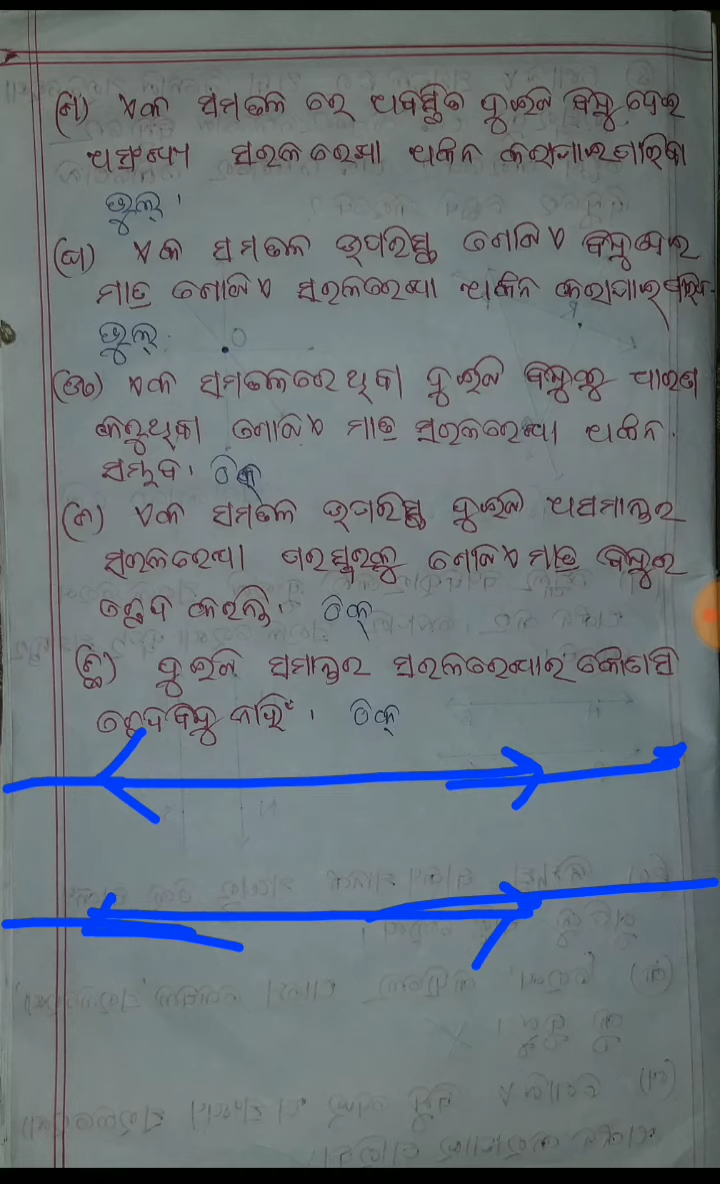 (ଗ) ଏକ ସମତଳ ରେ ଅବସ୍ଥିତ ଦୁଇଟି ବିନ୍ଦୁ ଦେଇ
ଅସଂଖ୍ୟ ସରଳରେଖା ଅଙ୍କନ କରାଯାଇପାରିବ।
ଭୁଲ୍ ।
(ଘ) ଏକ ସମତଳ ଉପରିସ୍ଥ ଗୋଟିଏ ବିନ୍ଦୁ ଦେଇ
ମାତ୍ର ଗୋଟିଏ ସରଳରେଖା ଅଙ୍କନ କରାଯାଇ
ଭୁଲ୍.
O
(ଙ) ଏକ ସମତଳରେ ଥିବା ଦୁଇଟି ବିନ୍ଦୁକୁ ଧାରଣ
କରୁଥିବା ଗୋଟିଏ ମାତ୍ର ସରଳରେଖା ଅଙ୍କନ.
ସମ୍ଭବ। ଠିକ୍
(ଚ) ଏକ ସମତଳ ଉପରିସ୍ଥ ଦୁଇଟି ଅସମାନ୍ତର
ସରଳରେଖା ପରସ୍ପରକୁ ଗୋଟିଏ ମାତ୍ର ବିନ୍ଦୁରେ
ଛେଦ କରନ୍ତି। ଠିକ୍
(ଛ) ଦୁଇଟି ସମାନ୍ତର ସରଳରେଖାର କୌଣସି
ଛେଦବିନ୍ଦୁ ନାହିଁ । ଠିକ୍